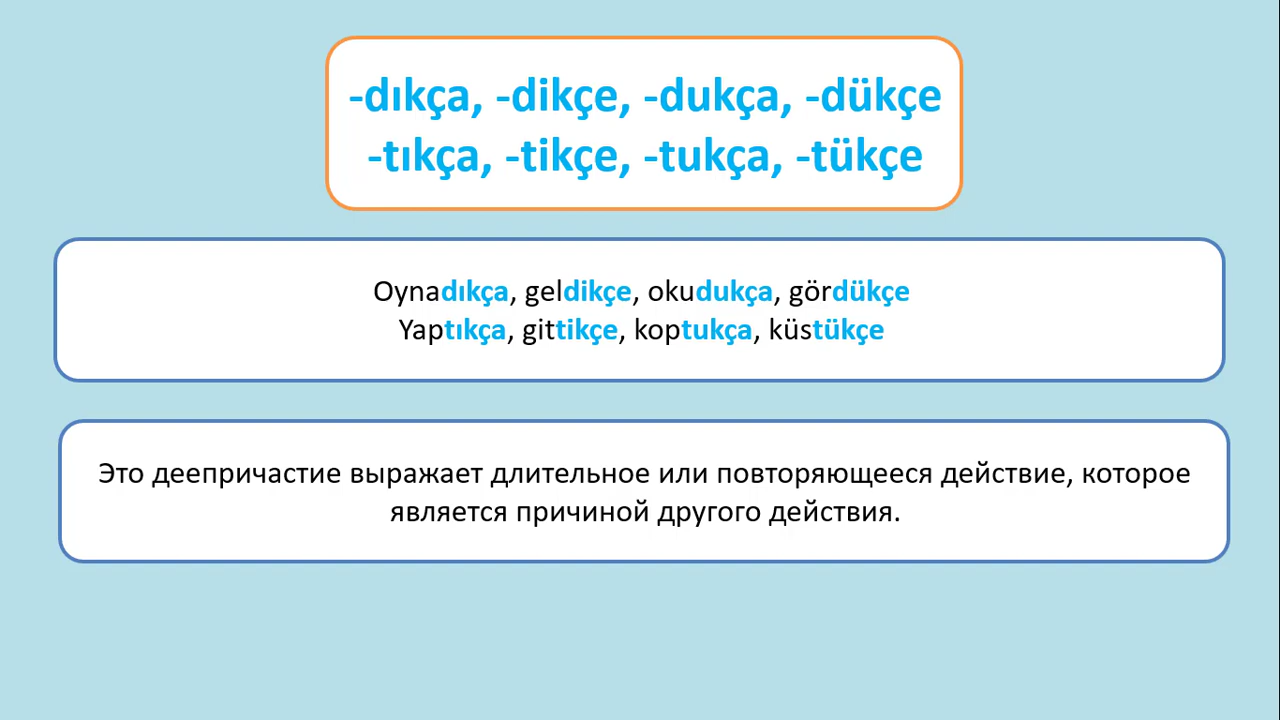 -dıkça, -dikçe, -dukça, -dükçe
-tıkça, -tikçe, -tukça, -tükçe
Oynadıkça, geldikçe, okudukça, gördükçe
Yaptıkça, gittikçe, koptukça, küstükçe
Это деепричастие выражает длительное или повторяющееся действие, которое
является причиной другого действия.